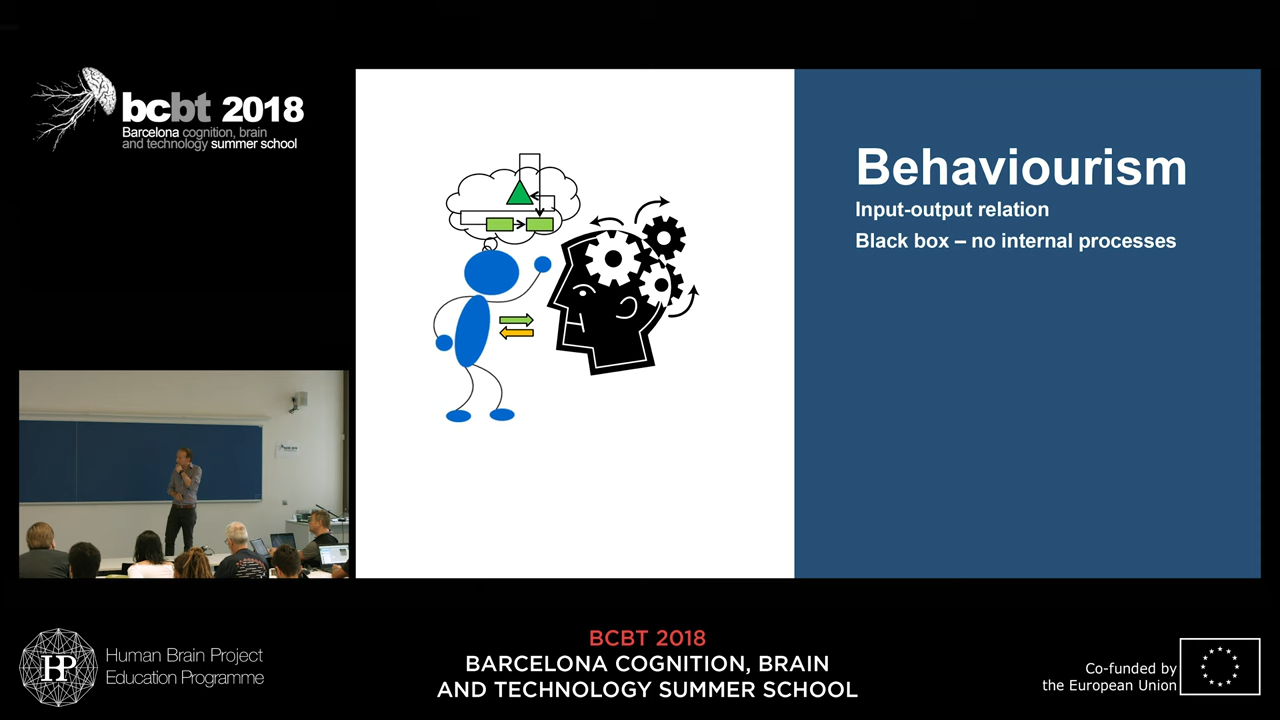 bcbt 2018
Barcelona cognition, brain
and technology summer school
Behaviourism
Input-output relation
Black box – no internal processes
HP
Human Brain Project
Education Programme
BCBT 2018
BARCELONA COGNITION, BRAIN
AND TECHNOLOGY SUMMER SCHOOL
Co-funded by
the European Union